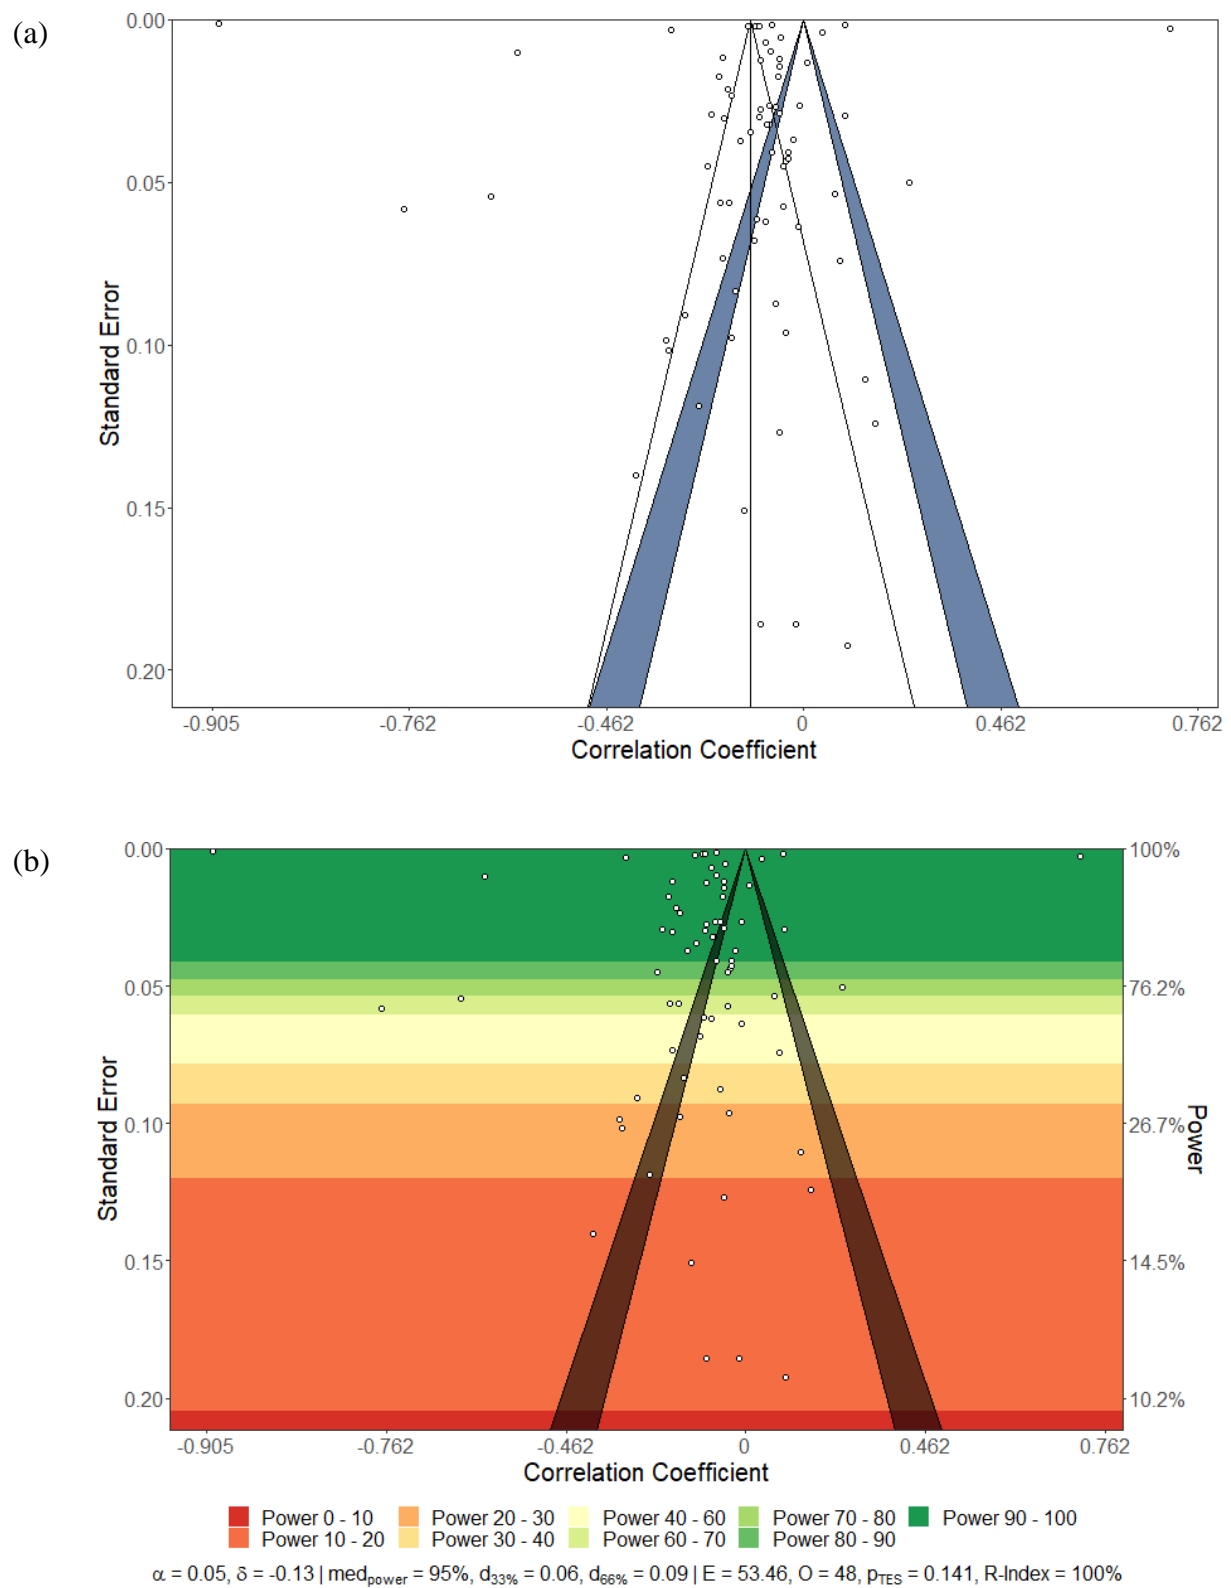 (a)
0.00
0.05
0.10
0.15
0.20
Standard Error
-0.905 -0.762 -0.462 0 0.462 0.762
Correlation Coefficient
(b)
0.00
0.05
0.10
0.15
0.20
Standard Error
100%
76.2%
26.7%
14.5%
10.2%
Power
-0.905 -0.762 -0.462 0 0.462 0.762
Correlation Coefficient
Power 0 - 10 Power 20 - 30 Power 40 - 60 Power 70 - 80 Power 90 - 100
Power 10 - 20 Power 30 - 40 Power 60 - 70 Power 80 - 90
α = 0.05, δ = -0.13 | med_power = 95%, d_33% = 0.06, d_66% = 0.09 | E = 53.46, O = 48, p_TES = 0.141, R-Index = 100%